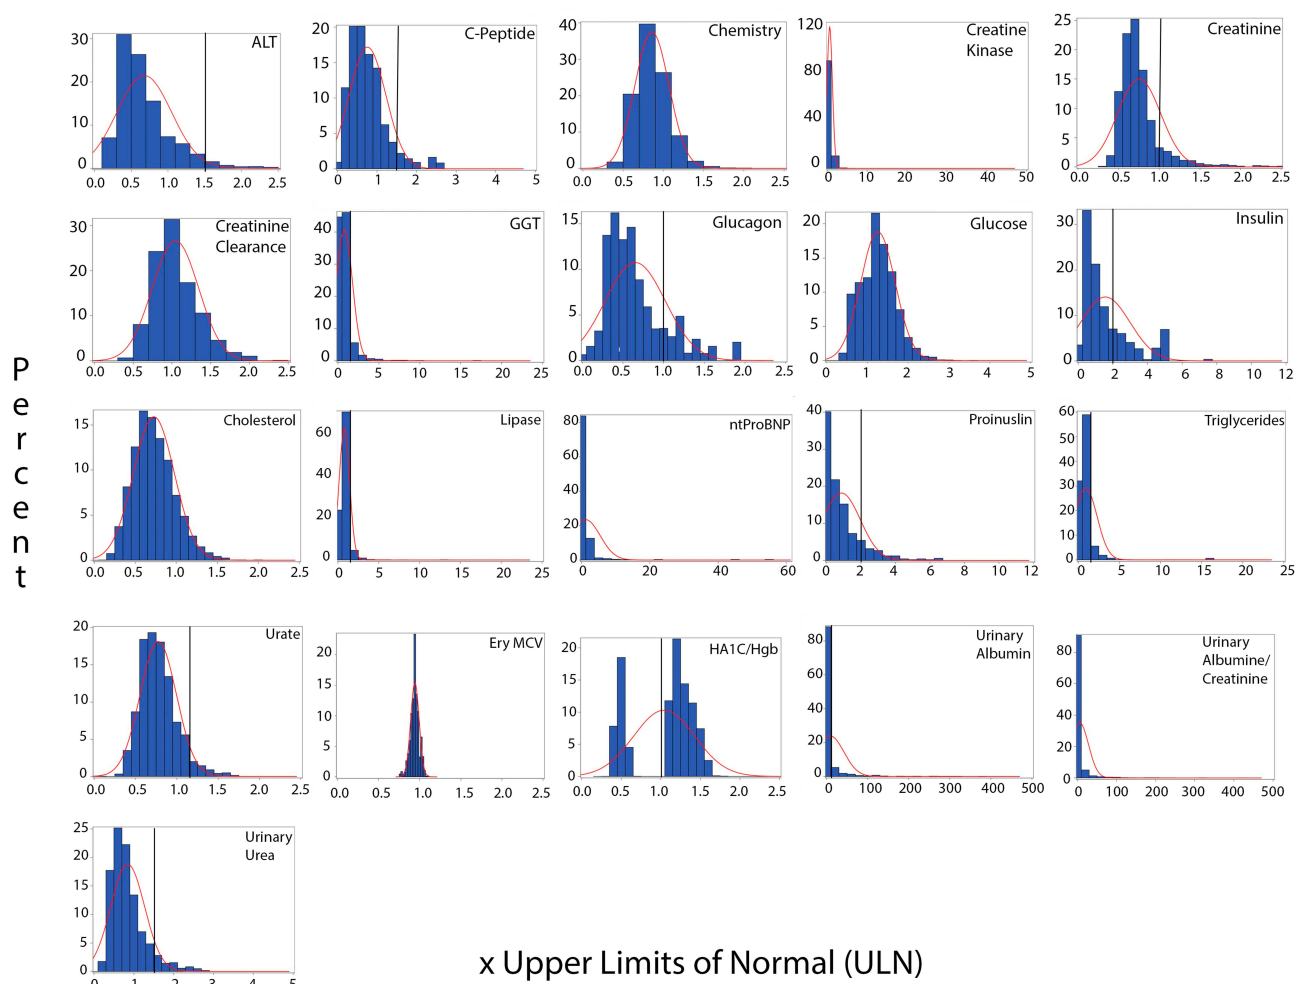 Percent
ALT
30
20
10
0
0.0 0.5 1.0 1.5 2.0 2.5
C-Peptide
20
15
10
5
0
0 1 2 3 4 5
Chemistry
40
30
20
10
0
0.0 0.5 1.0 1.5 2.0 2.5
Creatine
Kinase
120
80
40
0
0 10 20 30 40 50
Creatinine
25
20
15
10
5
0
0.0 0.5 1.0 1.5 2.0 2.5
Creatinine
Clearance
30
20
10
0
0.0 0.5 1.0 1.5 2.0 2.5
GGT
40
30
20
10
0
0 5 10 15 20 25
Glucagon
15
10
5
0
0.0 0.5 1.0 1.5 2.0 2.5
Glucose
20
15
10
5
0
0 1 2 3 4 5
Insulin
30
20
10
0
0 2 4 6 8 10 12
Cholesterol
15
10
5
0
0.0 0.5 1.0 1.5 2.0 2.5
Lipase
60
40
20
0
0 5 10 15 20 25
ntProBNP
80
60
40
20
0
0 20 40 60
Proinuslin
40
30
20
10
0
0 2 4 6 8 10 12
Triglycerides
60
50
40
30
20
10
0
0 5 10 15 20 25
Urate
20
15
10
5
0
0.0 0.5 1.0 1.5 2.0 2.5
Ery MCV
20
15
10
5
0
0.0 0.5 1.0 1.5 2.0 2.5
HA1C/Hgb
20
15
10
5
0
0.0 0.5 1.0 1.5 2.0 2.5
Urinary
Albumin
80
60
40
20
0
0 100 200 300 400 500
Urinary
Albumine/
Creatinine
80
60
40
20
0
0 100 200 300 400 500
Urinary
Urea
25
20
15
10
5
0
0 1 2 3 4 5
x Upper Limits of Normal (ULN)